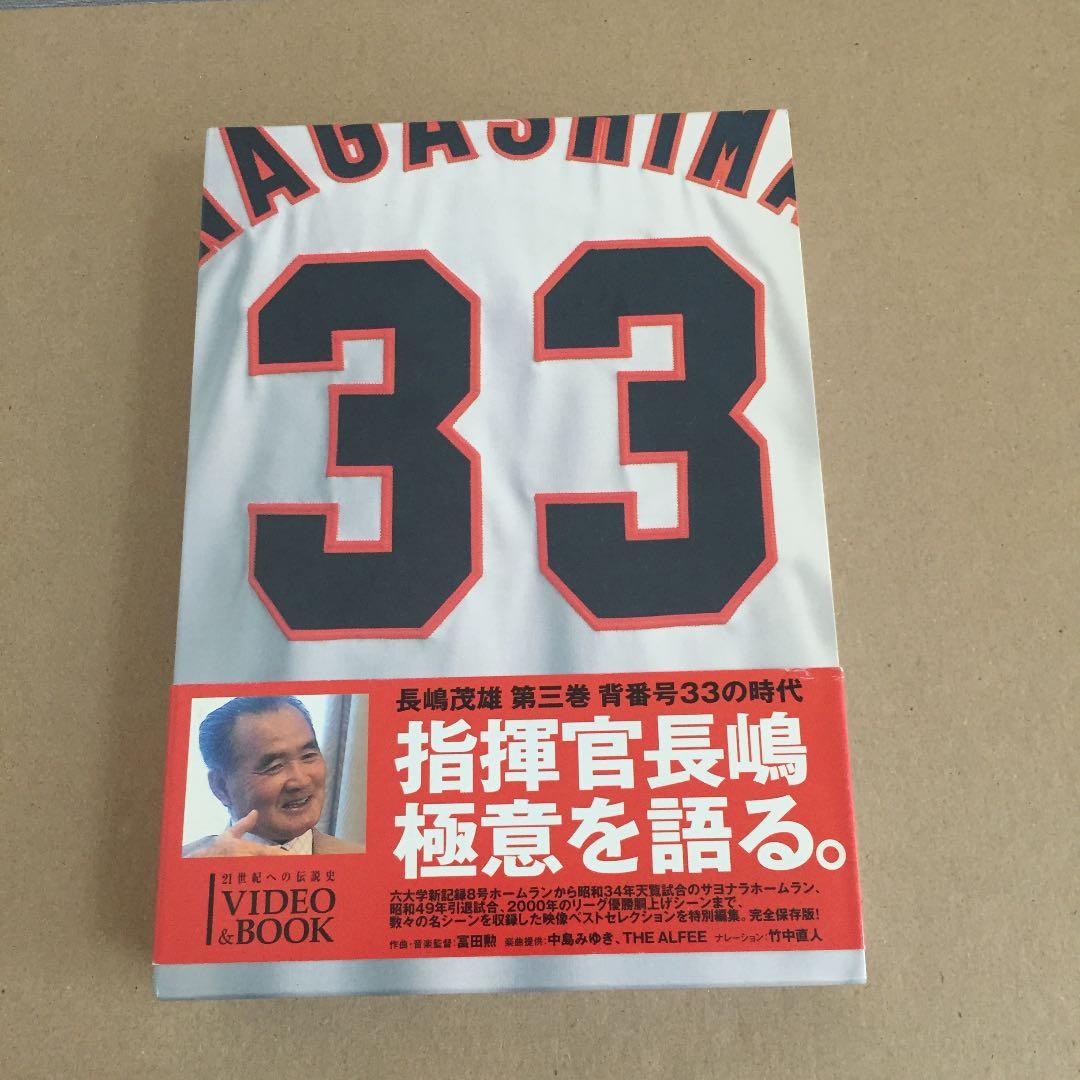 NAGASHIMA
33
長嶋茂雄 第三巻 背番号33の時代
指揮官長嶋
極意を語る。
21世紀への伝説史
VIDEO
&BOOK
六大学新記録8号ホームランから昭和34年天覧試合のサヨナラホームラン、
昭和49年引退試合、2000年のリーグ優勝胴上げシーンまで、
数々の名シーンを収録した映像ベストセレクションを特別編集。完全保存版!
作曲・音楽監督:冨田勲 楽曲提供:中島みゆき、THE ALFEE ナレーション:竹中直人